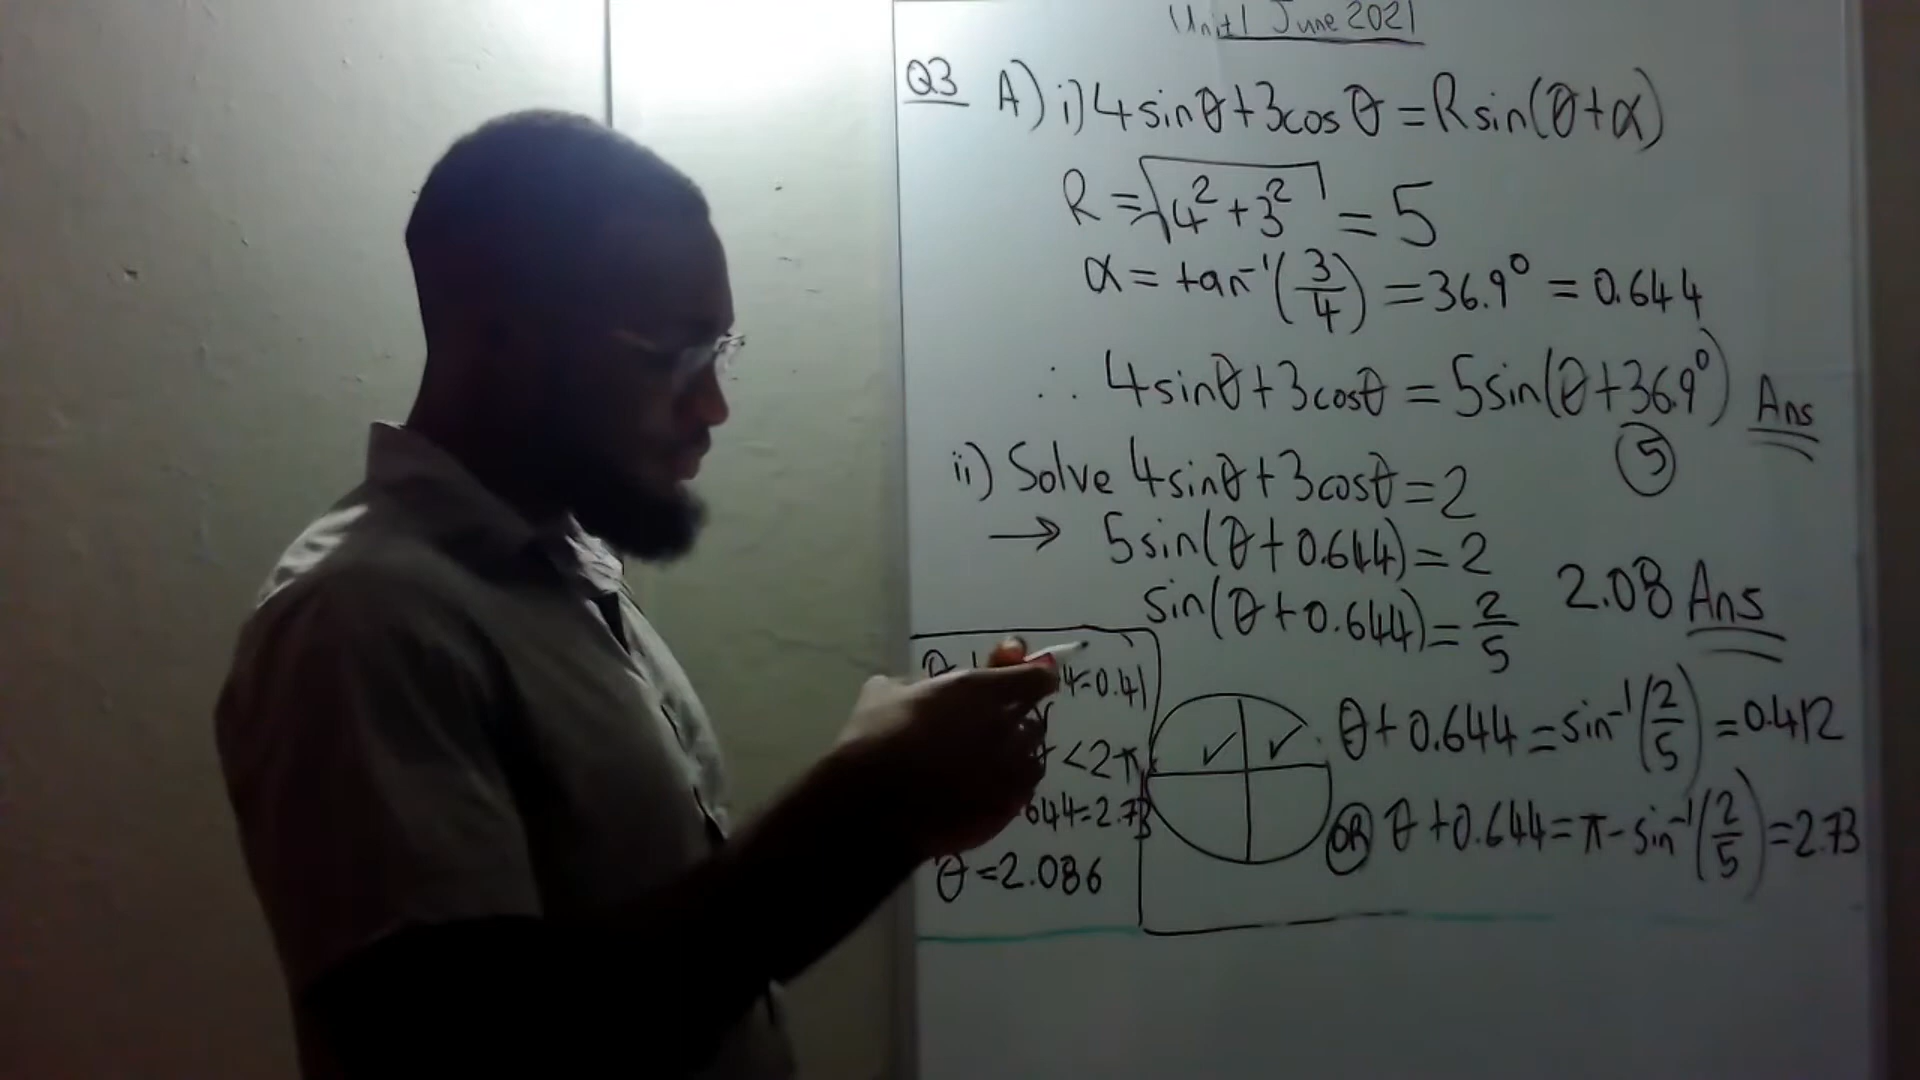 Unit 1 June 2021
Q3 A) i) 4sinθ+3cosθ=Rsin(θ+α)
R=√4²+3² = 5
α = tan⁻¹(3/4) = 36.9° = 0.644
∴ 4sinθ+3cosθ = 5sin(θ+36.9°) Ans
5
ii) Solve 4sinθ+3cosθ=2
→ 5sin(θ+0.644)=2
sin(θ+0.644)=2/5
2.08 Ans
4=0.41
<2π
644=2.73
θ=2.086
θ+0.644=sin⁻¹(2/5)=0.412
OR θ+0.644=π-sin⁻¹(2/5)=2.73